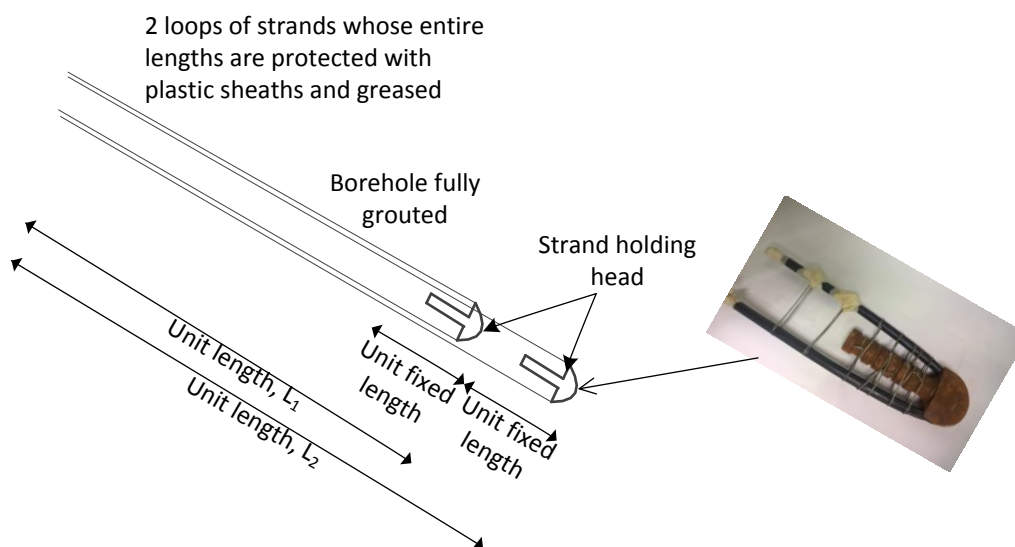 2 loops of strands whose entire
lengths are protected with
plastic sheaths and greased
Borehole fully
grouted
Strand holding
head
Unit fixed
length
Unit fixed
length
Unit length, L₁
Unit length, L₂